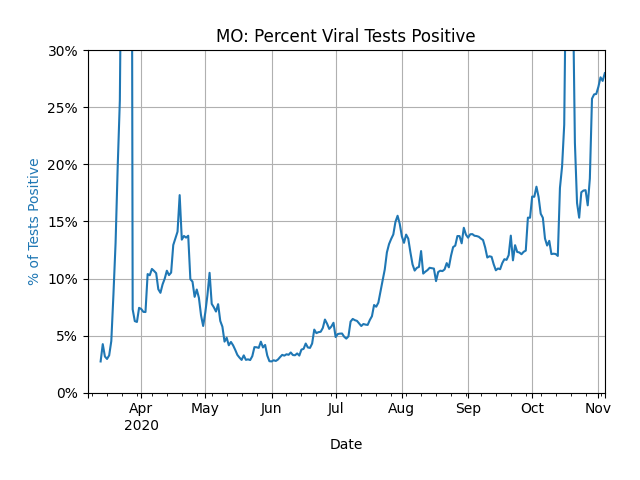 MO: Percent Viral Tests Positive
30%
25%
20%
15%
10%
5%
0%
% of Tests Positive
Apr May Jun Jul Aug Sep Oct Nov
2020
Date